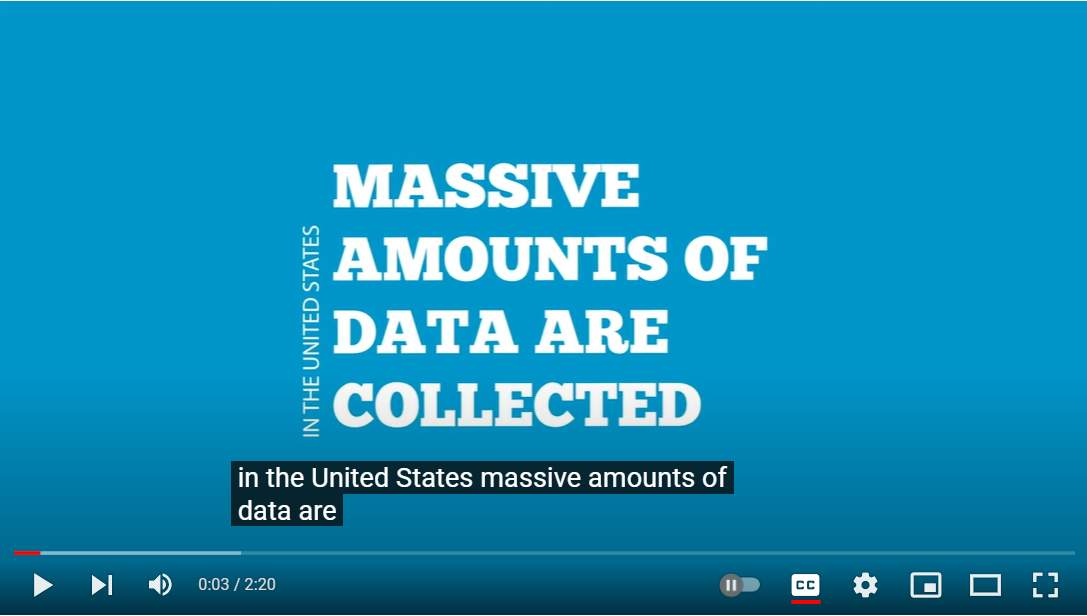 IN THE UNITED STATES
MASSIVE
AMOUNTS OF
DATA ARE
COLLECTED
in the United States massive amounts of
data are
0:03 / 2:20
CC